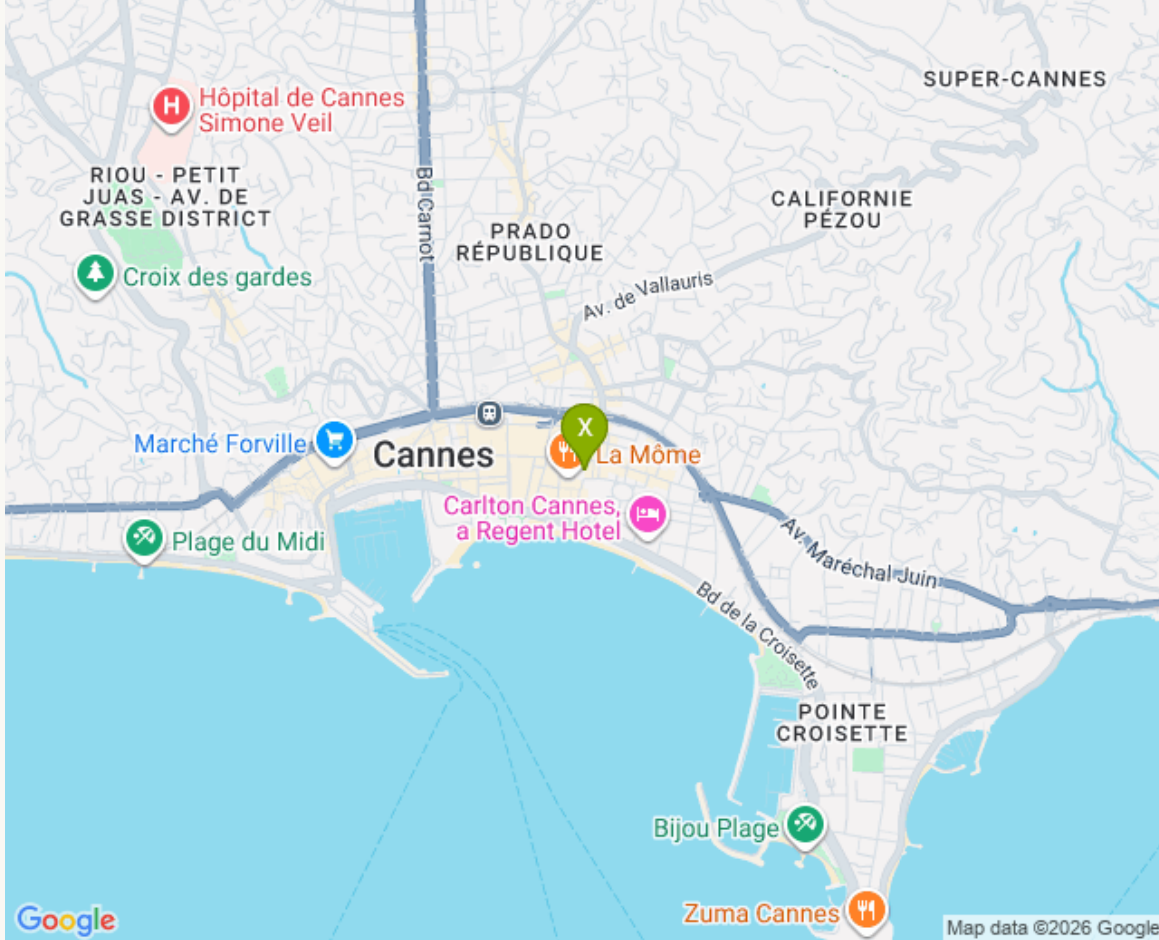 SUPER-CANNES
Hôpital de Cannes
Simone Veil
H
RIOU - PETIT
JUAS - AV. DE
GRASSE DISTRICT
Bd Carnot
CALIFORNIE
PÉZOU
PRADO
RÉPUBLIQUE
Croix des gardes
Av. de Vallauris
X
Marché Forville
Cannes
La Môme
Carlton Cannes,
a Regent Hotel
Plage du Midi
Av. Maréchal Juin
Bd de la Croisette
POINTE
CROISETTE
Bijou Plage
Zuma Cannes
Google
Map data ©2026 Google